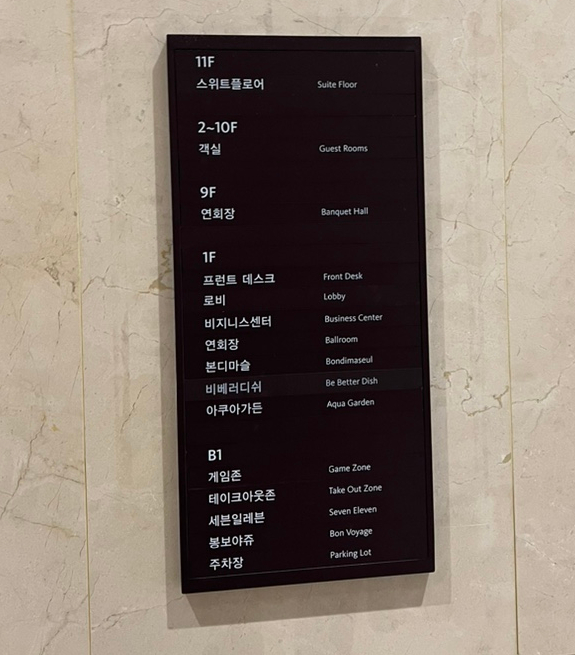 11F
스위트플로어 Suite Floor
2~10F
객실 Guest Rooms
9F
연회장 Banquet Hall
1F
프런트 데스크 Front Desk
로비 Lobby
비지니스센터 Business Center
연회장 Ballroom
본디마슬 Bondimaseul
비베러디쉬 Be Better Dish
아쿠아가든 Aqua Garden
B1
게임존 Game Zone
테이크아웃존 Take Out Zone
세븐일레븐 Seven Eleven
봉보야쥬 Bon Voyage
주차장 Parking Lot